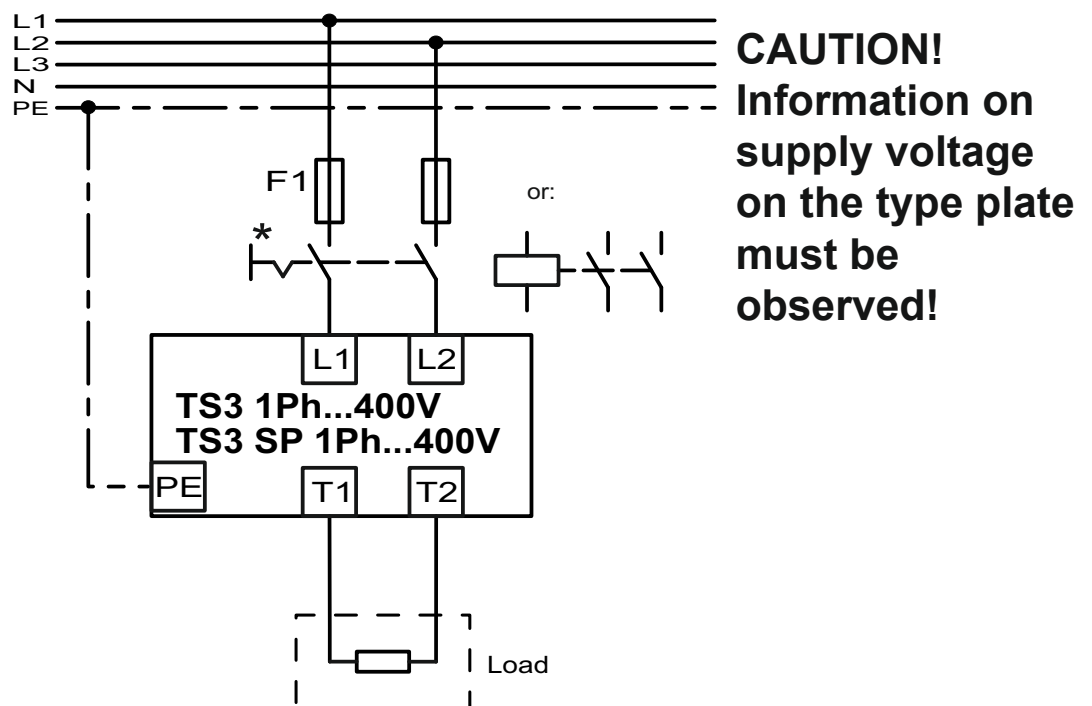 L1
L2
L3
N
PE
CAUTION!
Information on
supply voltage
on the type plate
must be
observed!
F1
or:
*
L1 L2
TS3 1Ph...400V
TS3 SP 1Ph...400V
PE T1 T2
Load